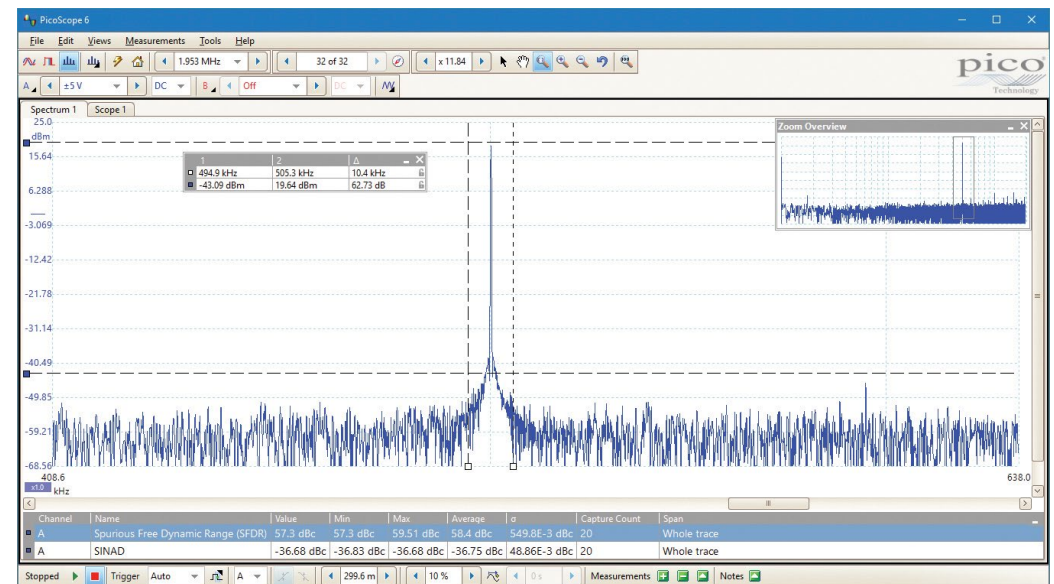 PicoScope 6
File Edit Views Measurements Tools Help
1.953 MHz 32 of 32 x 11.84
A ±5 V DC B Off DC
pico
Technology
Spectrum 1 Scope 1
25.0
dBm
15.64
6.288
-3.069
-12.42
-21.78
-31.14
-40.49
-49.85
-59.21
-68.56
1 2 Δ
494.9 kHz 505.3 kHz 10.4 kHz
-43.09 dBm 19.64 dBm 62.73 dB
Zoom Overview
408.6 638.0
x1.0 kHz
Channel Name Value Min Max Average σ Capture Count Span
A Spurious Free Dynamic Range (SFDR) 57.3 dBc 57.3 dBc 59.51 dBc 58.4 dBc 549.8E-3 dBc 20 Whole trace
A SINAD -36.68 dBc -36.83 dBc -36.68 dBc -36.75 dBc 48.86E-3 dBc 20 Whole trace
Stopped Trigger Auto A 299.6 m 10 % 0 s Measurements Notes